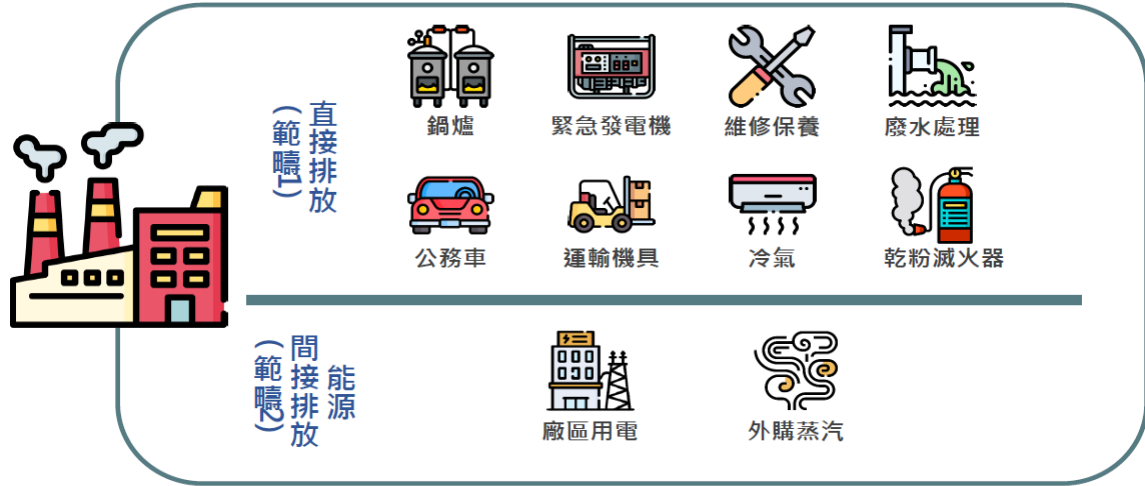 直接排放
(範疇1)
鍋爐
緊急發電機
維修保養
廢水處理
公務車
運輸機具
冷氣
乾粉滅火器
能源
間接排放
(範疇2)
廠區用電
外購蒸汽